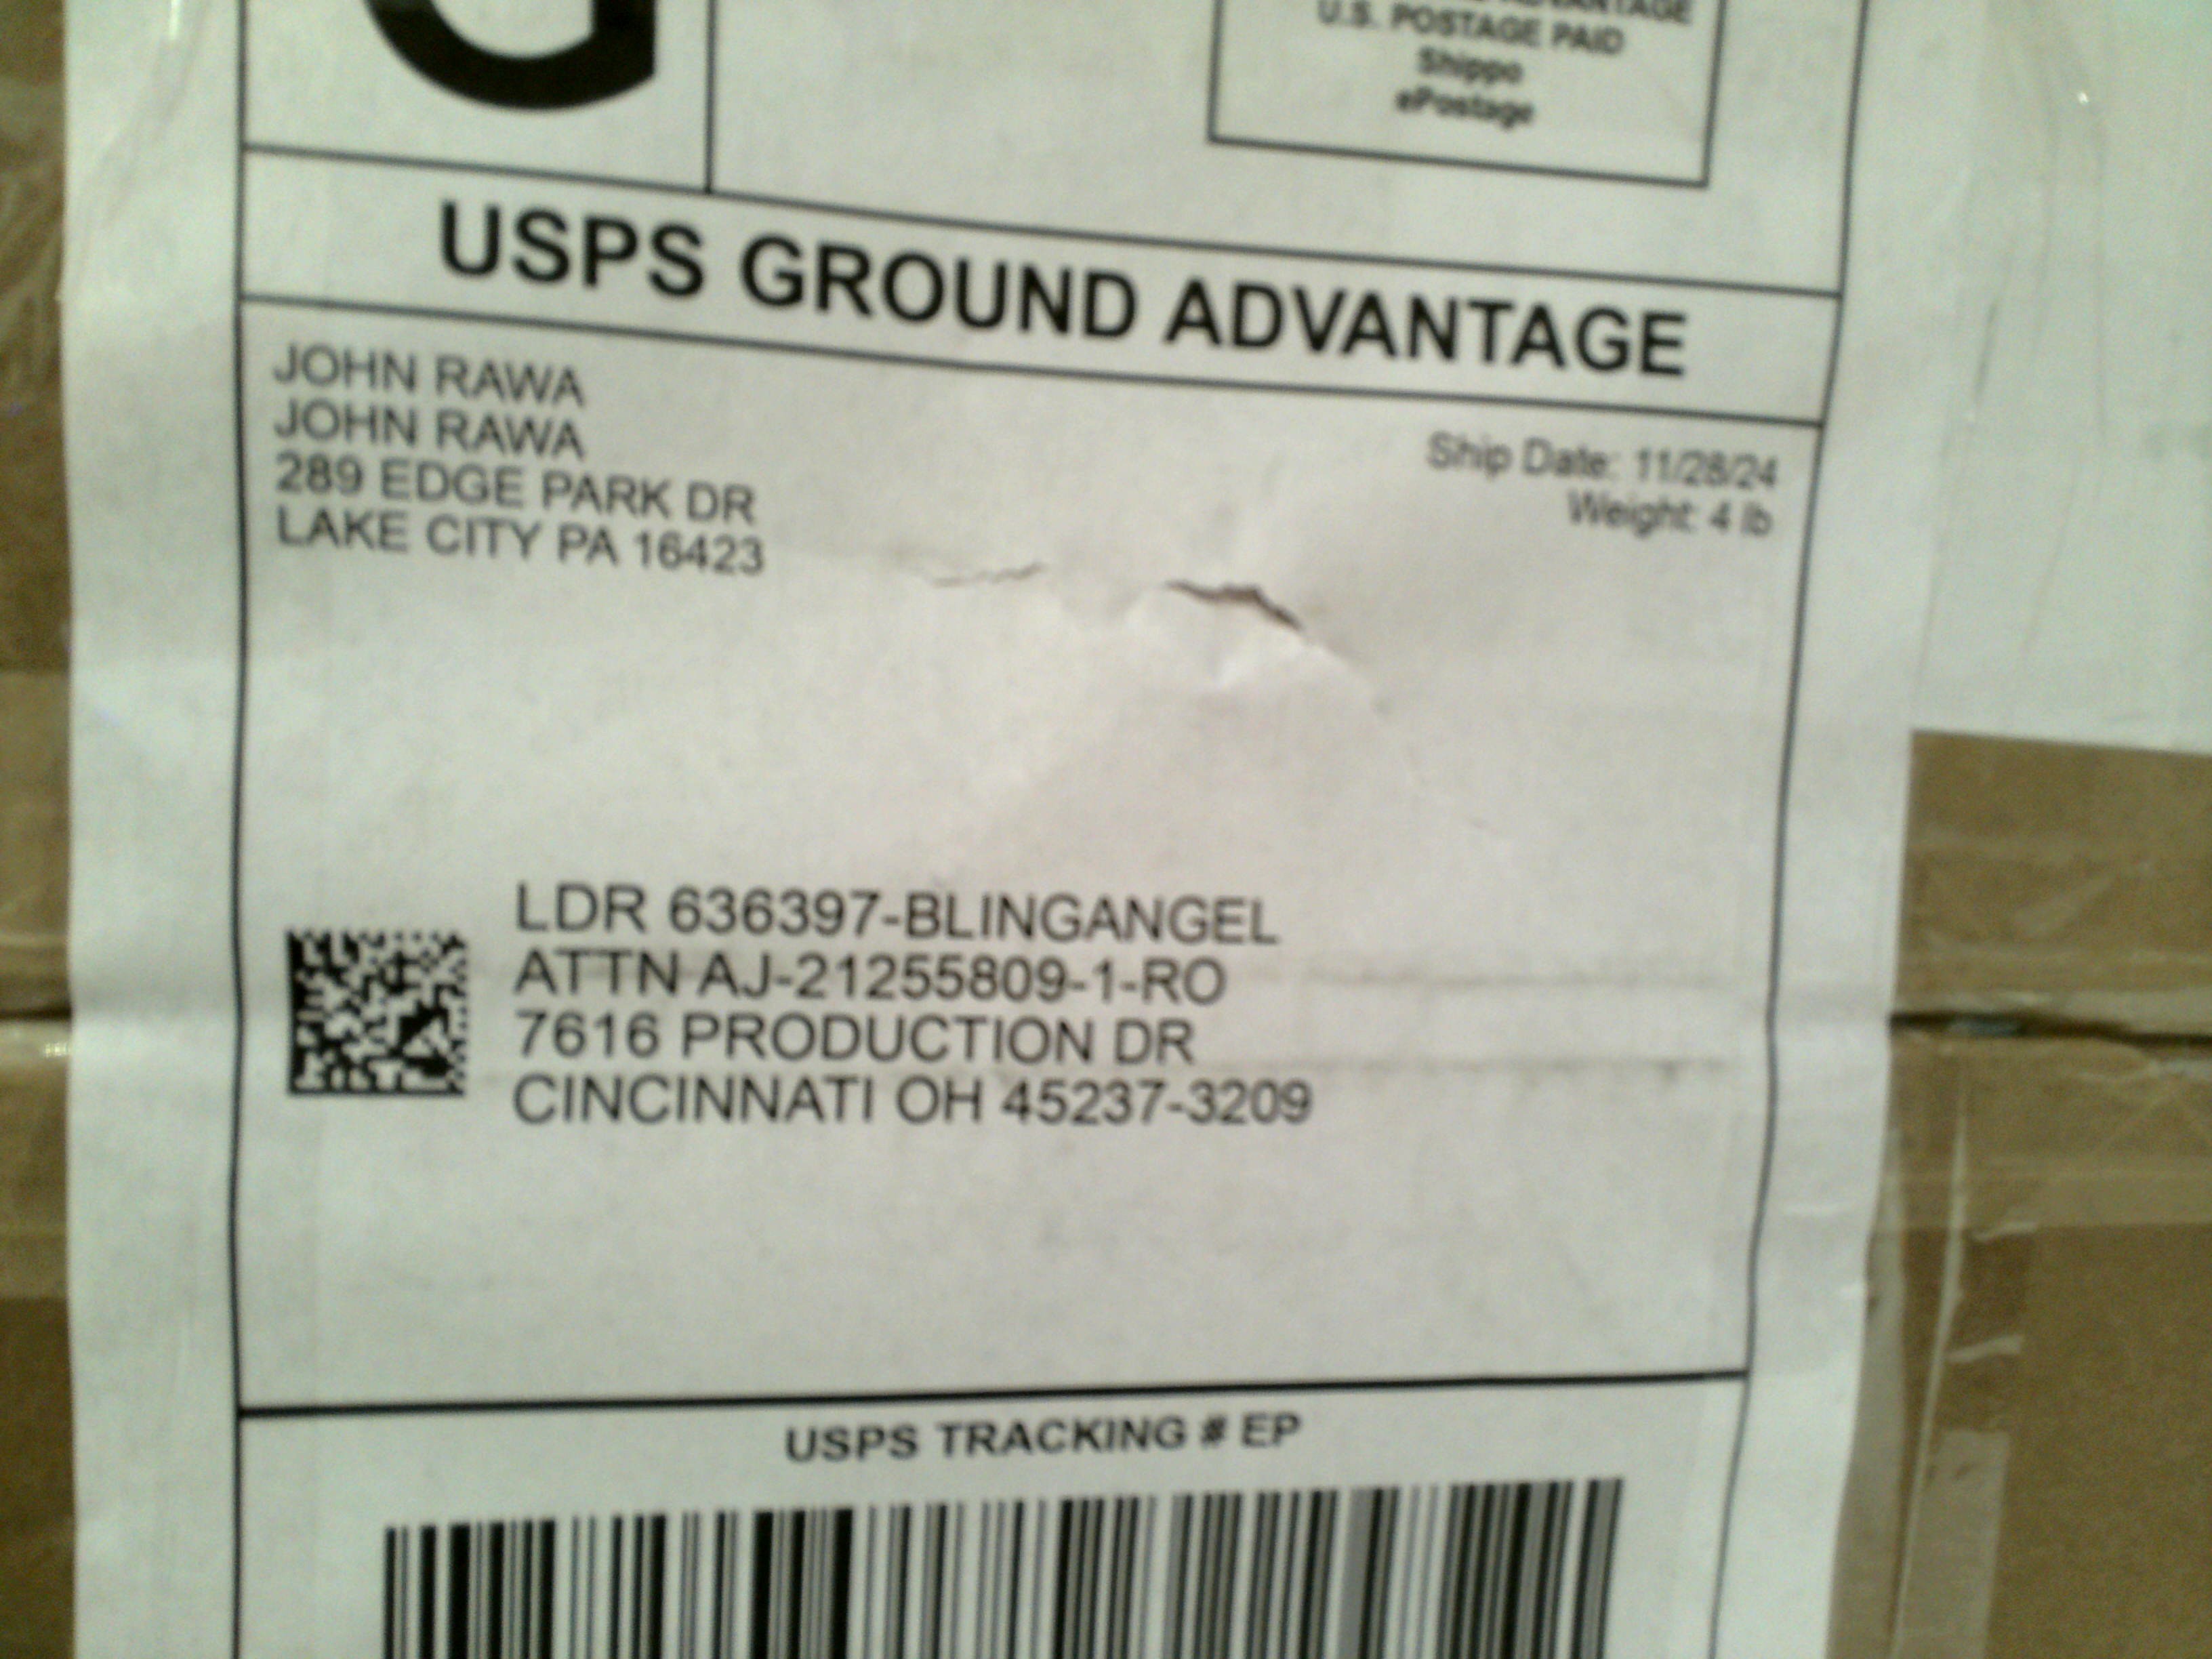 G
ADVANTAGE
U.S. POSTAGE PAID
Shippo
ePostage
USPS GROUND ADVANTAGE
JOHN RAWA
JOHN RAWA
289 EDGE PARK DR
LAKE CITY PA 16423
Ship Date: 11/28/24
Weight: 4 lb
LDR 636397-BLINGANGEL
ATTN AJ-21255809-1-RO
7616 PRODUCTION DR
CINCINNATI OH 45237-3209
USPS TRACKING # EP